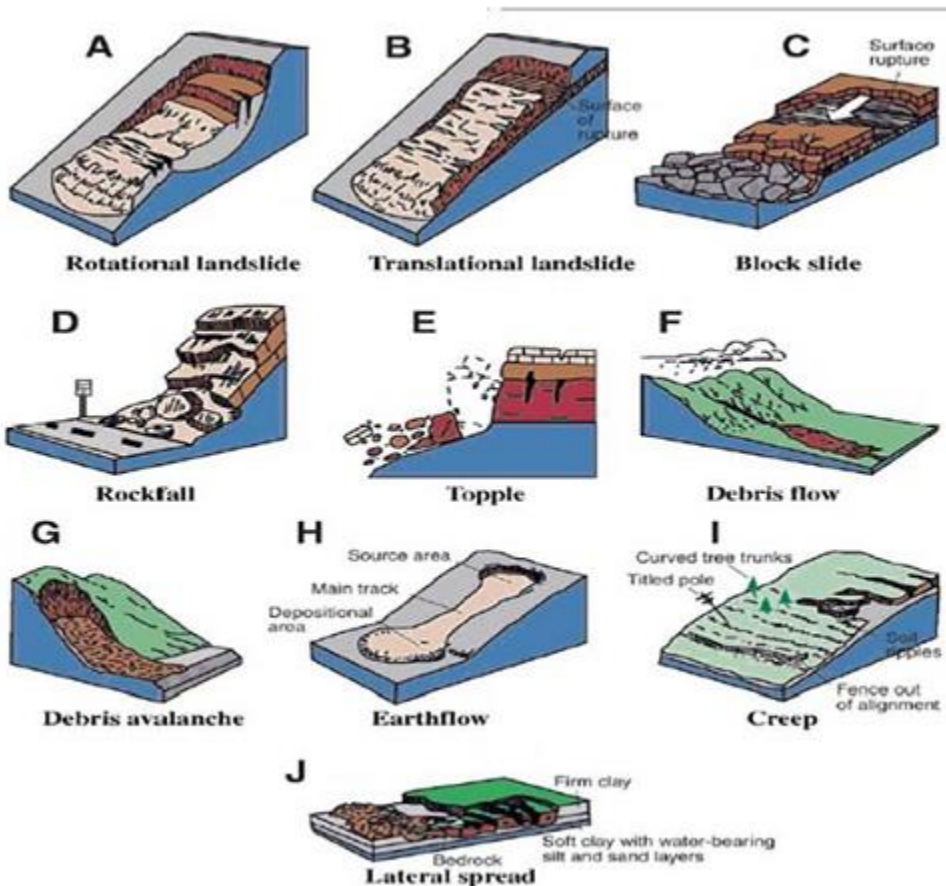 A
B
C
Surface
rupture
Surface
of
rupture
Rotational landslide
Translational landslide
Block slide
D
E
F
Rockfall
Topple
Debris flow
G
H
I
Source area
Main track
Depositional
area
Curved tree trunks
Titled pole
Soil
ripples
Fence out
of alignment
Debris avalanche
Earthflow
Creep
J
Firm clay
Soft clay with water-bearing
silt and sand layers
Bedrock
Lateral spread